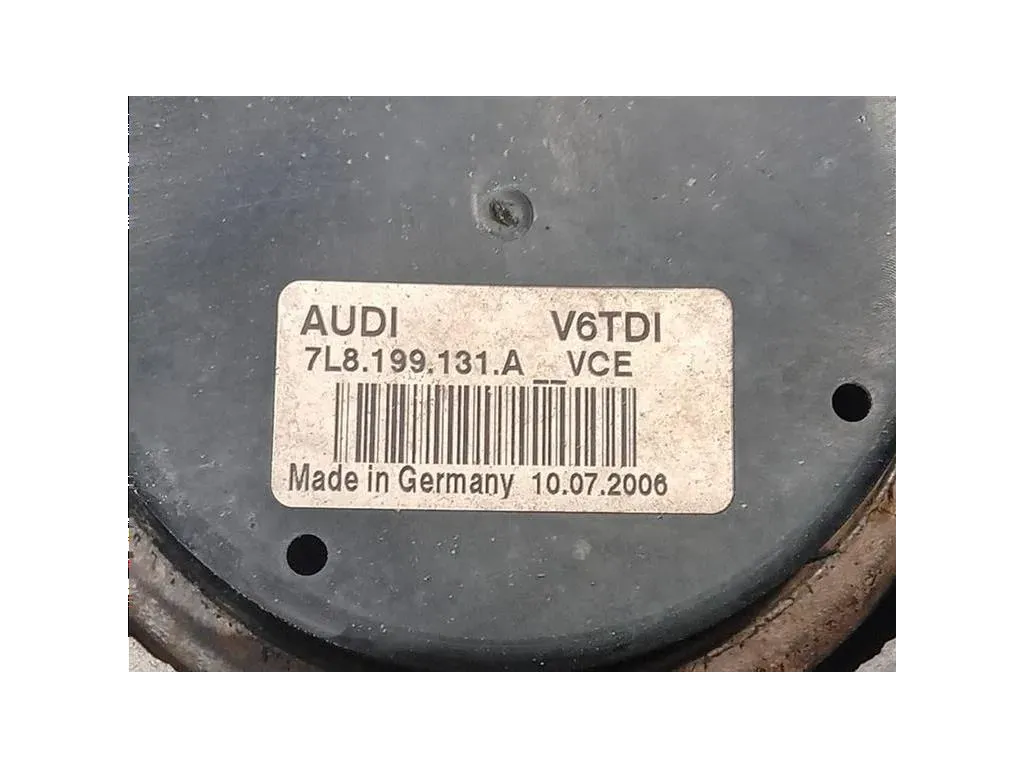 AUDI V6TDI
7L8.199.131.A __VCE
Made in Germany 10.07.2006